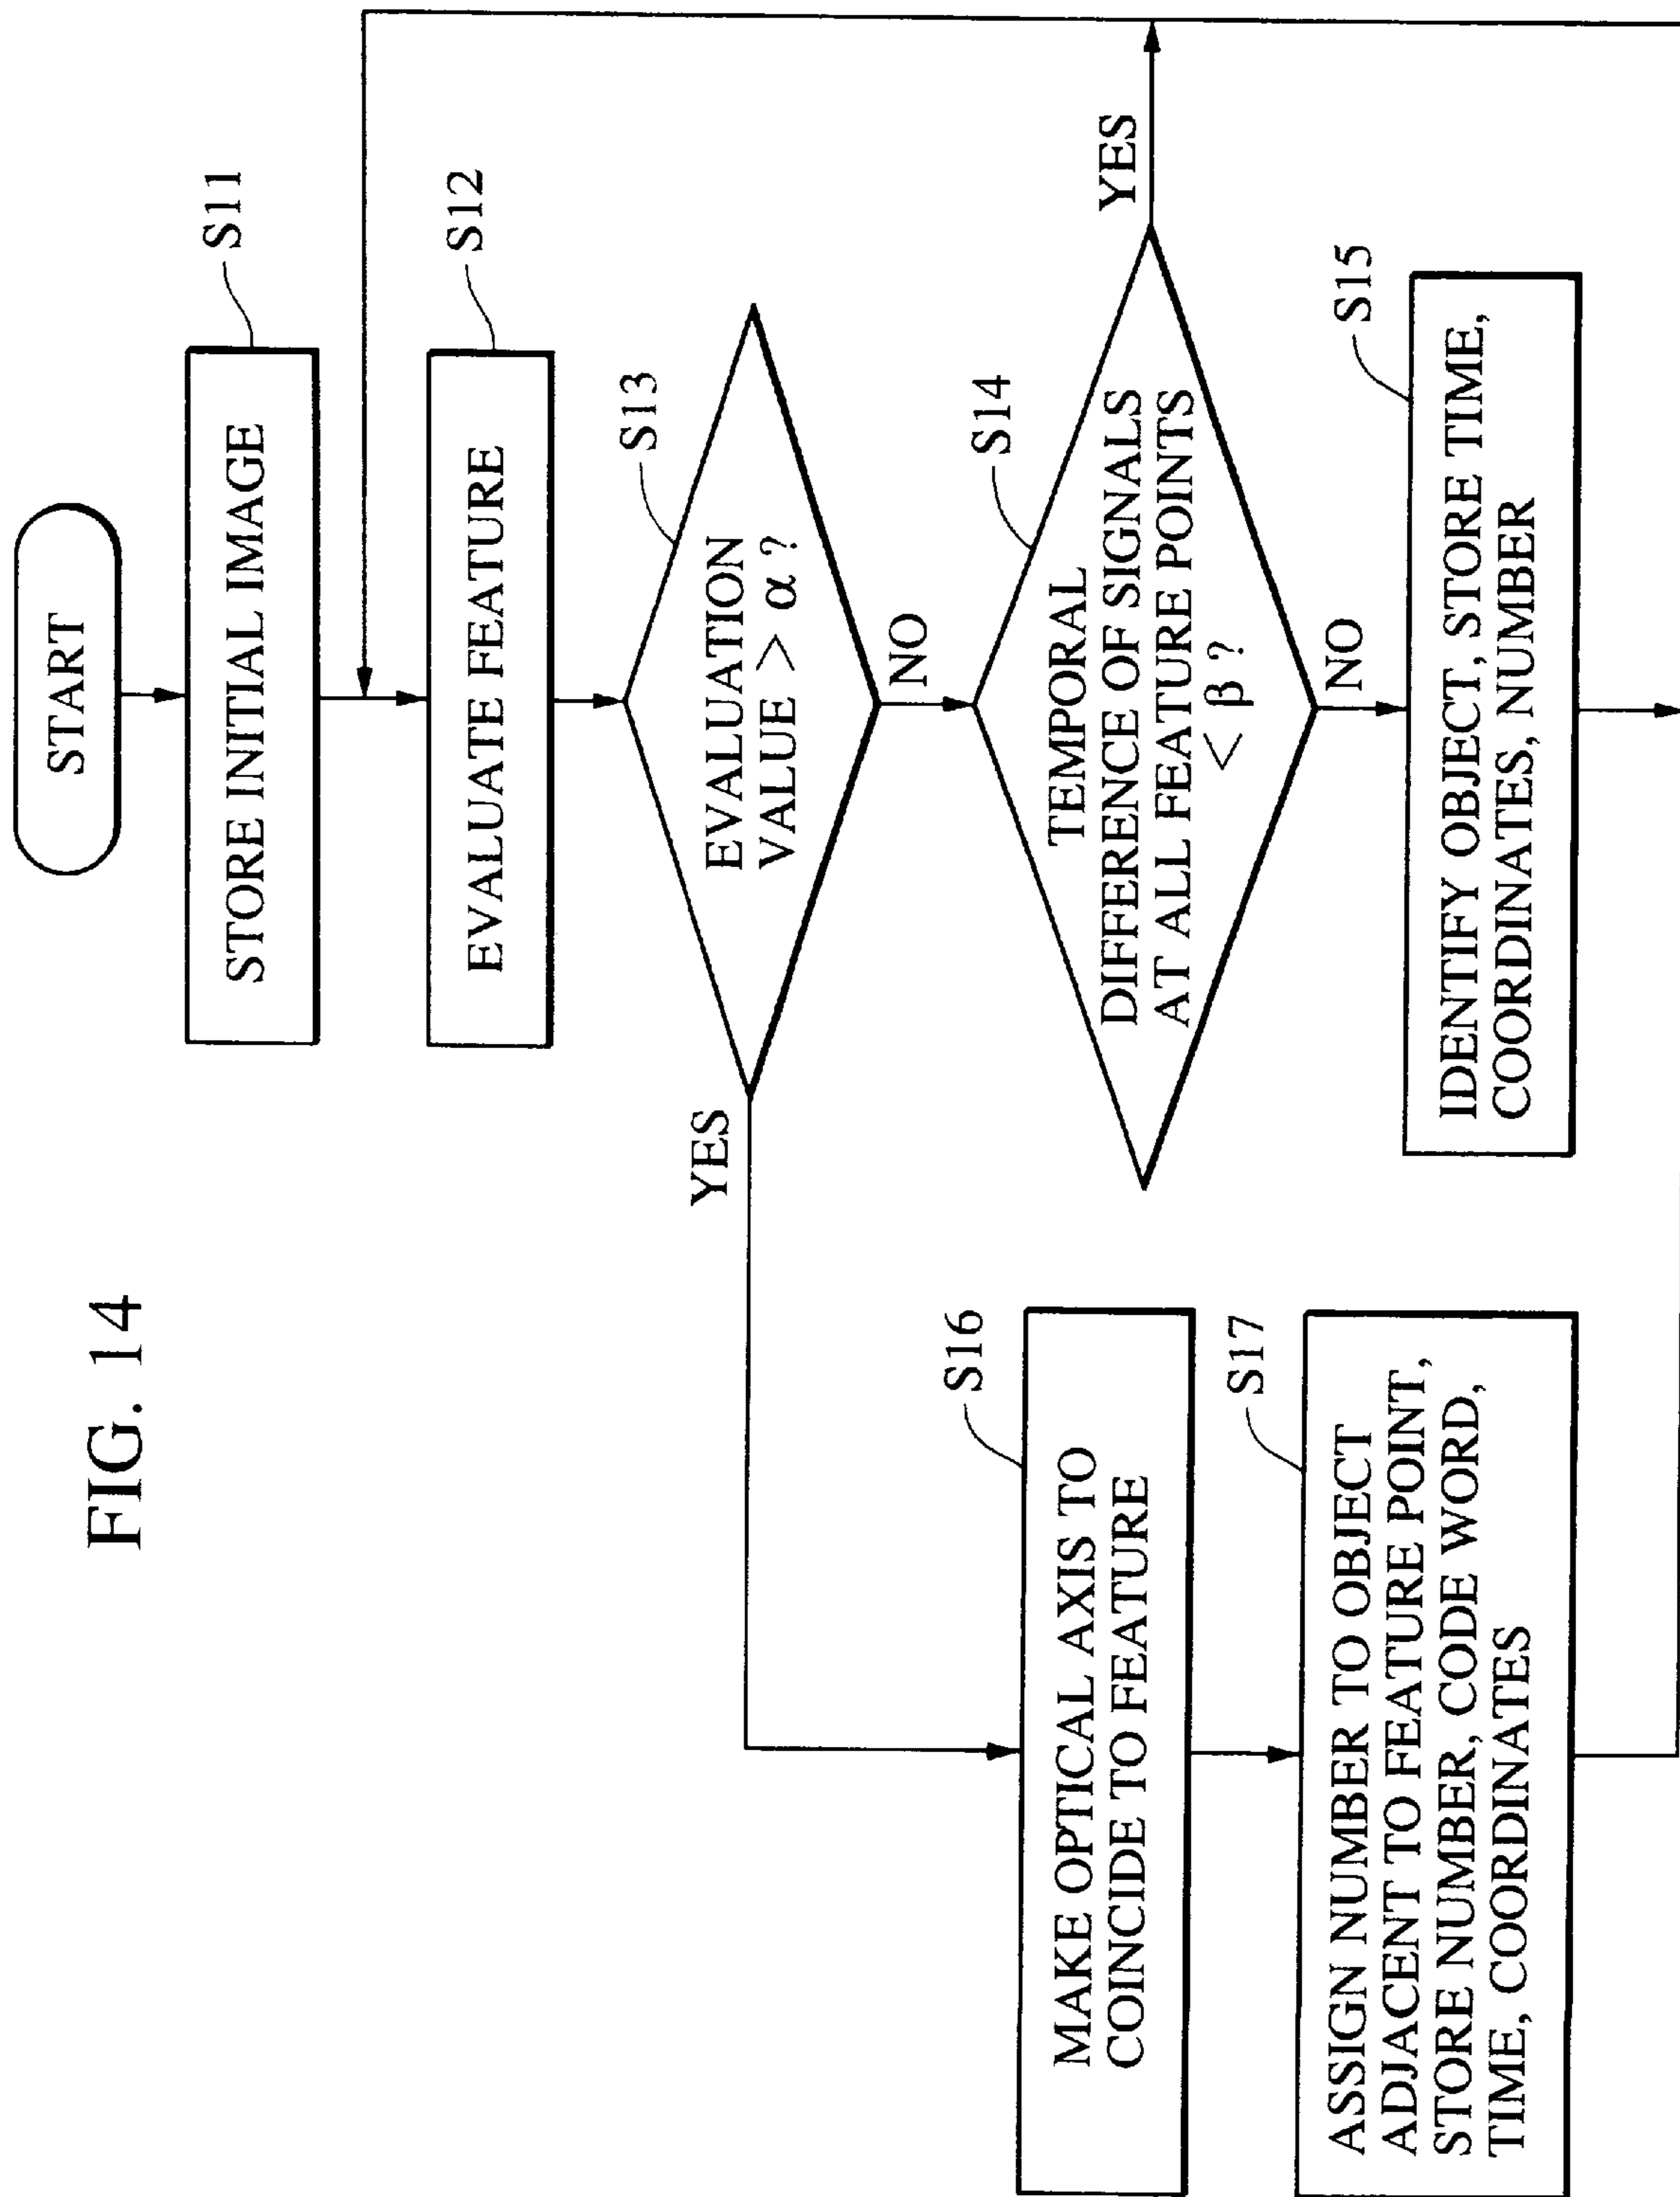 FIG. 14
START
STORE INITIAL IMAGE
S11
EVALUATE FEATURE
S12
EVALUATION
VALUE > α ?
S13
YES
NO
TEMPORAL
DIFFERENCE OF SIGNALS
AT ALL FEATURE POINTS
< β ?
S14
YES
NO
IDENTIFY OBJECT, STORE TIME,
COORDINATES, NUMBER
S15
MAKE OPTICAL AXIS TO
COINCIDE TO FEATURE
S16
ASSIGN NUMBER TO OBJECT
ADJACENT TO FEATURE POINT,
STORE NUMBER, CODE WORD,
TIME, COORDINATES
S17